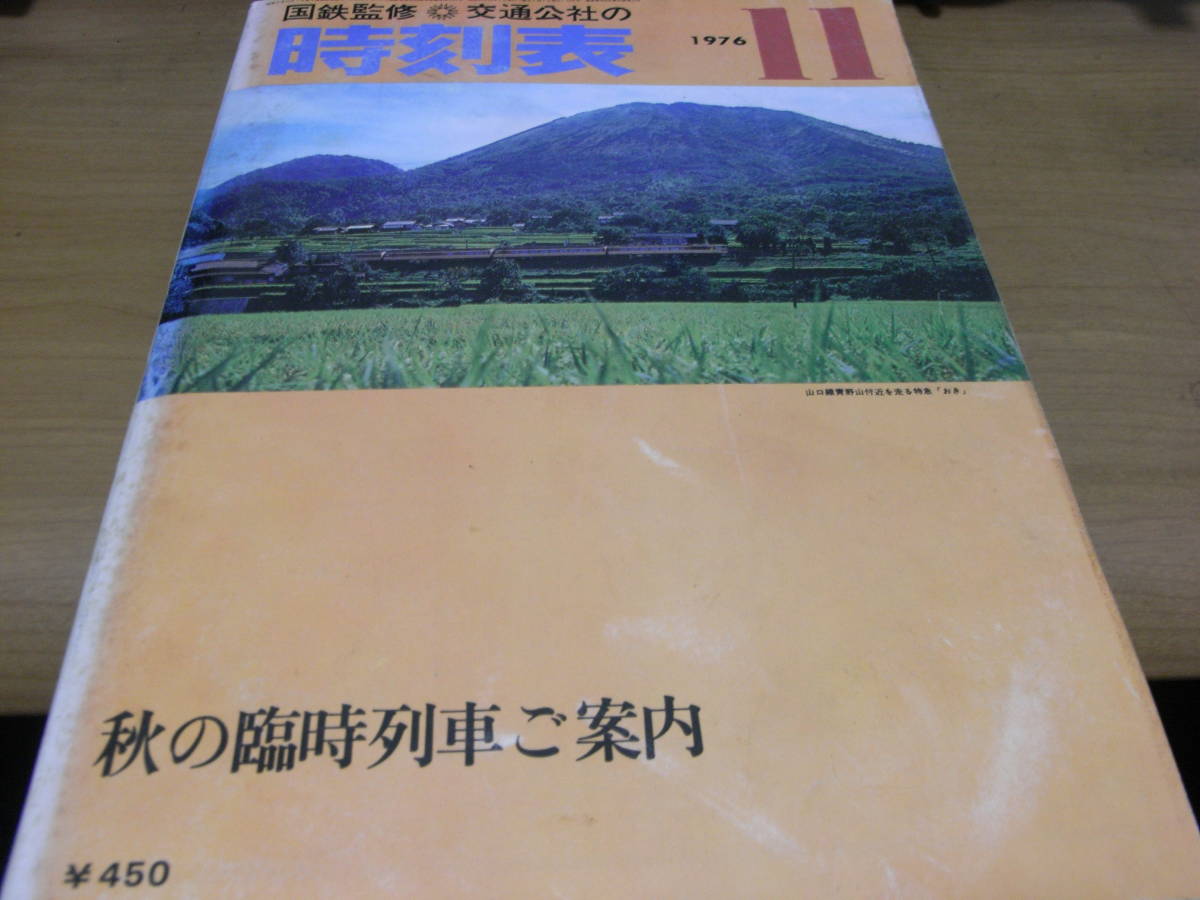 国鉄監修 交通公社の
時刻表 1976 11
山口線青野山付近を走る特急「おき」
秋の臨時列車ご案内
¥450